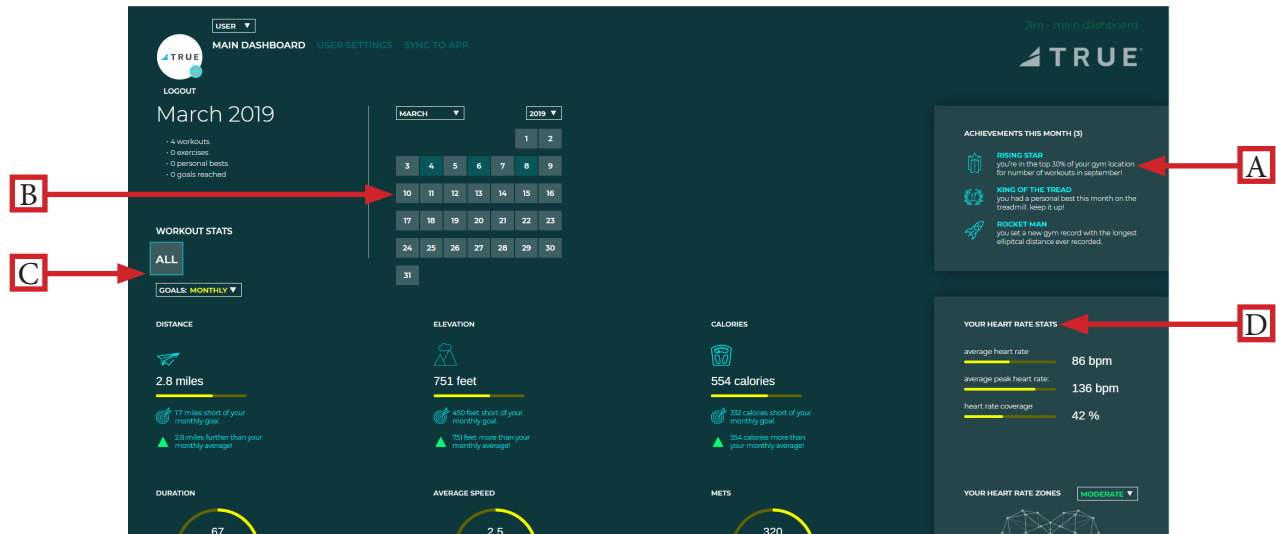 USER ▼
Jim - main dashboard
MAIN DASHBOARD USER SETTINGS SYNC TO APP
TRUE
TRUE
LOGOUT
March 2019
· 4 workouts
· 0 exercises
· 0 personal bests
· 0 goals reached
MARCH ▼ 2019 ▼
1 2
3 4 5 6 7 8 9
10 11 12 13 14 15 16
17 18 19 20 21 22 23
24 25 26 27 28 29 30
31
ACHIEVEMENTS THIS MONTH (3)
RISING STAR
you're in the top 30% of your gym location
for number of workouts in september!
KING OF THE TREAD
you had a personal best this month on the
treadmill. keep it up!
ROCKET MAN
you set a new gym record with the longest
ellipitcal distance ever recorded.
A
B
WORKOUT STATS
ALL
C
GOALS: MONTHLY ▼
DISTANCE
2.8 miles
17 miles short of your
monthly goal.
2.8 miles further than your
monthly average!
ELEVATION
751 feet
450 feet short of your
monthly goal.
751 feet more than your
monthly average!
CALORIES
554 calories
332 calories short of your
monthly goal.
554 calories more than
your monthly average!
YOUR HEART RATE STATS
D
average heart rate
86 bpm
average peak heart rate:
136 bpm
heart rate coverage
42 %
DURATION
67
AVERAGE SPEED
2.5
METS
320
YOUR HEART RATE ZONES MODERATE ▼